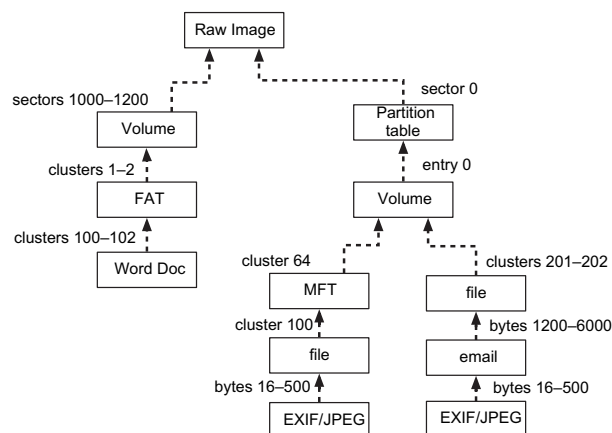 Raw Image
sectors 1000–1200
sector 0
Volume
Partition
table
clusters 1–2
entry 0
FAT
Volume
clusters 100–102
Word Doc
cluster 64
clusters 201–202
MFT
file
cluster 100
bytes 1200–6000
file
email
bytes 16–500
bytes 16–500
EXIF/JPEG
EXIF/JPEG